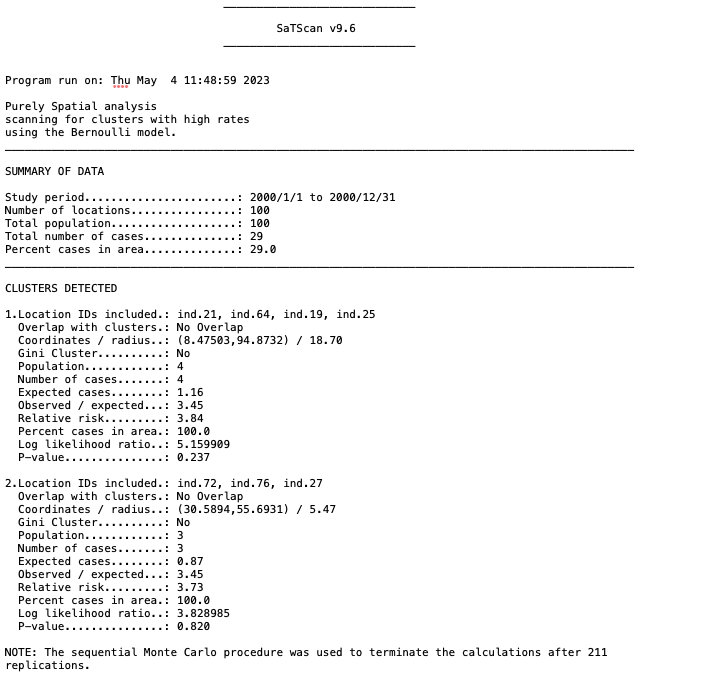 SaTScan v9.6
Program run on: Thu May  4 11:48:59 2023
Purely Spatial analysis
scanning for clusters with high rates
using the Bernoulli model.
SUMMARY OF DATA
Study period.......................: 2000/1/1 to 2000/12/31
Number of locations................: 100
Total population...................: 100
Total number of cases..............: 29
Percent cases in area..............: 29.0
CLUSTERS DETECTED
1.Location IDs included.: ind.21, ind.64, ind.19, ind.25
Overlap with clusters.: No Overlap
Coordinates / radius..: (8.47503,94.8732) / 18.70
Gini Cluster..........: No
Population............: 4
Number of cases.......: 4
Expected cases........: 1.16
Observed / expected...: 3.45
Relative risk.........: 3.84
Percent cases in area.: 100.0
Log likelihood ratio..: 5.159909
P-value...............: 0.237
2.Location IDs included.: ind.72, ind.76, ind.27
Overlap with clusters.: No Overlap
Coordinates / radius..: (30.5894,55.6931) / 5.47
Gini Cluster..........: No
Population............: 3
Number of cases.......: 3
Expected cases........: 0.87
Observed / expected...: 3.45
Relative risk.........: 3.73
Percent cases in area.: 100.0
Log likelihood ratio..: 3.828985
P-value...............: 0.820
NOTE: The sequential Monte Carlo procedure was used to terminate the calculations after 211
replications.